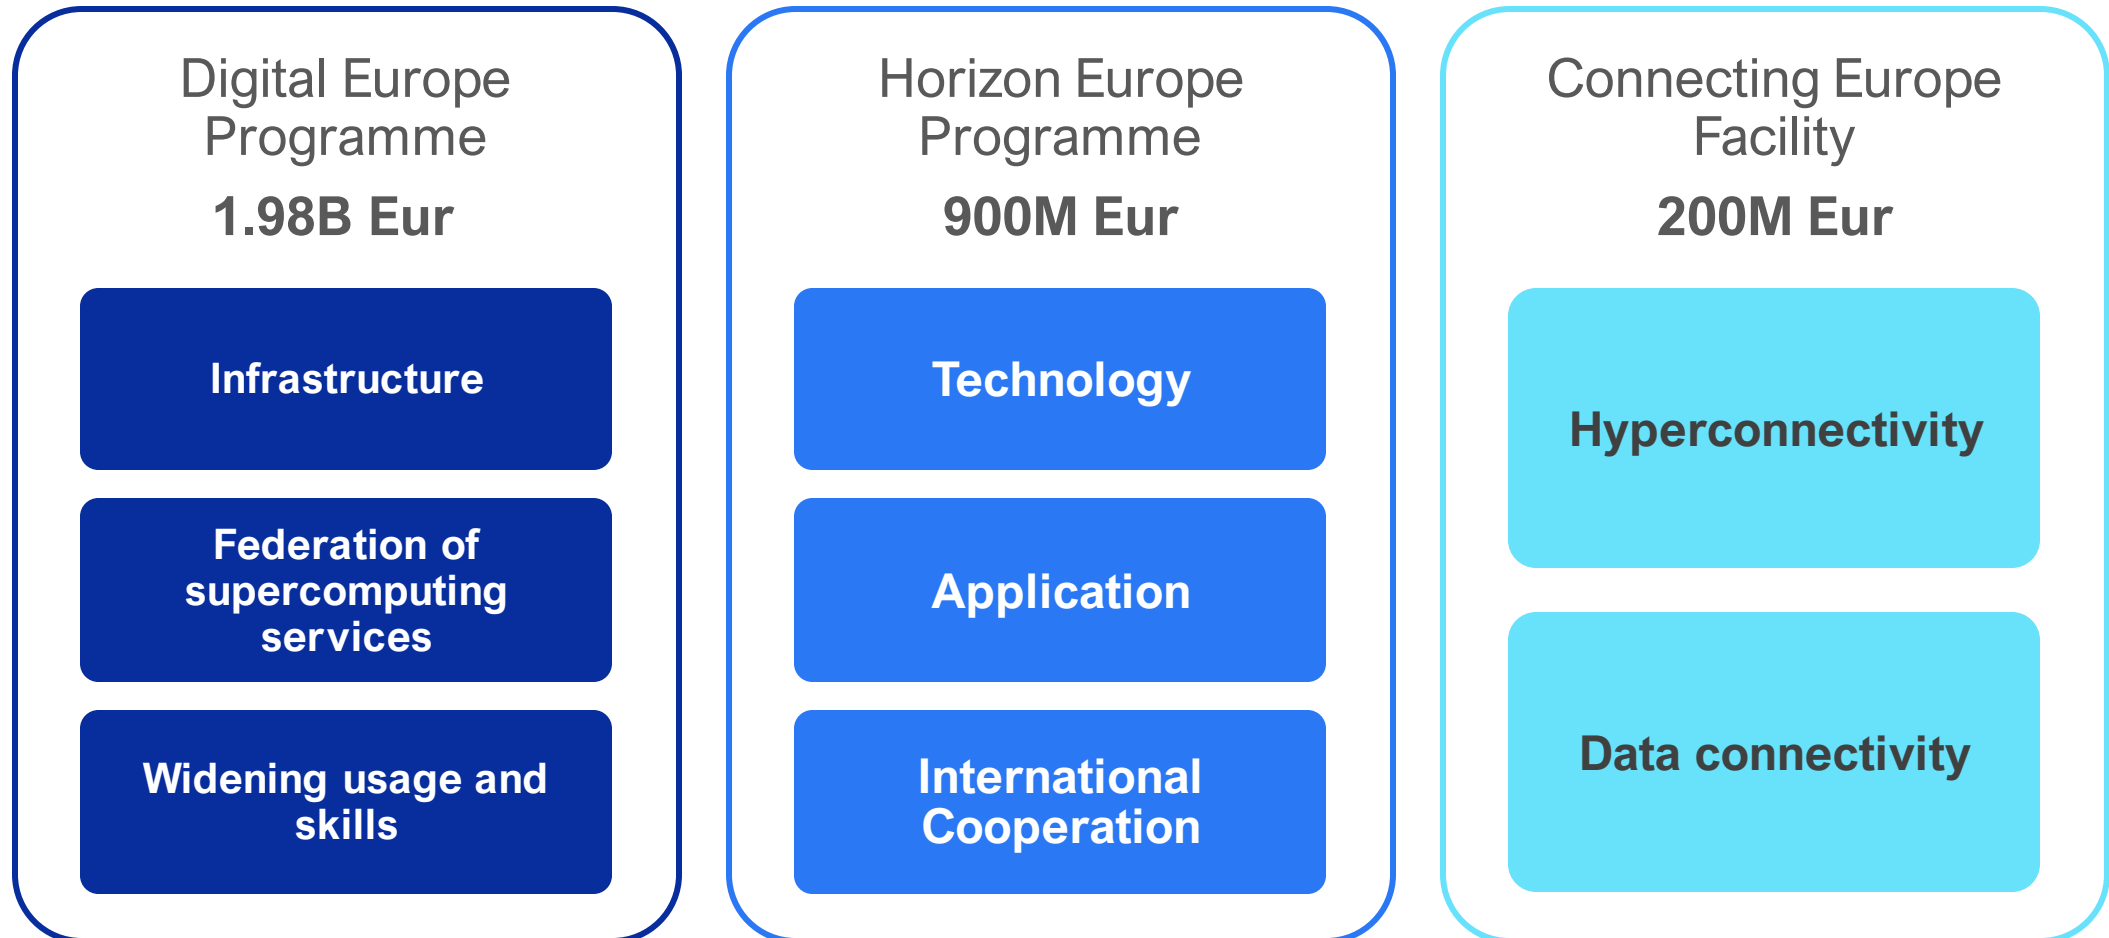 Digital Europe
Programme
1.98B Eur
Infrastructure
Federation of
supercomputing
services
Widening usage and
skills
Horizon Europe
Programme
900M Eur
Technology
Application
International
Cooperation
Connecting Europe
Facility
200M Eur
Hyperconnectivity
Data connectivity